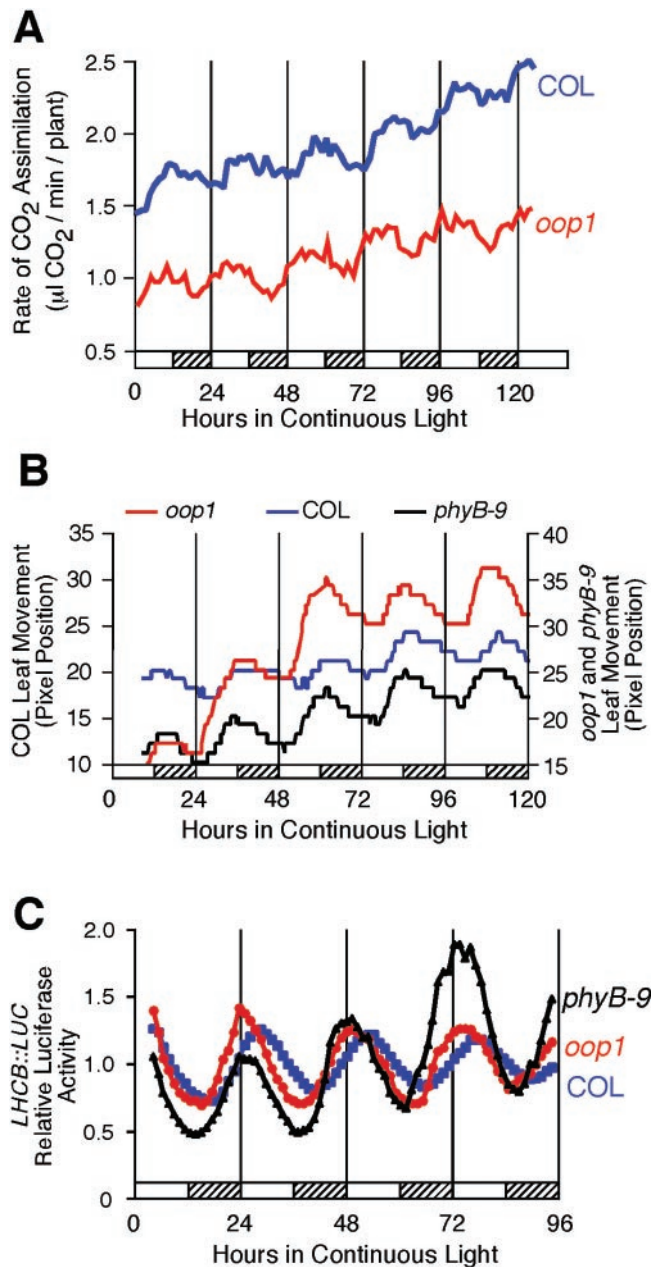 A
Rate of CO2 Assimilation
(µl CO2 / min / plant)
2.5
2.0
1.5
1.0
0.5
COL
oop1
0 24 48 72 96 120
Hours in Continuous Light
B
oop1 COL phyB-9
COL Leaf Movement
(Pixel Position)
35
30
25
20
15
10
40
35
30
25
20
15
oop1 and phyB-9
Leaf Movement
(Pixel Position)
0 24 48 72 96 120
Hours in Continuous Light
C
LHCB::LUC
Relative Luciferase
Activity
2.0
1.5
1.0
0.5
0
phyB-9
oop1
COL
0 24 48 72 96
Hours in Continuous Light